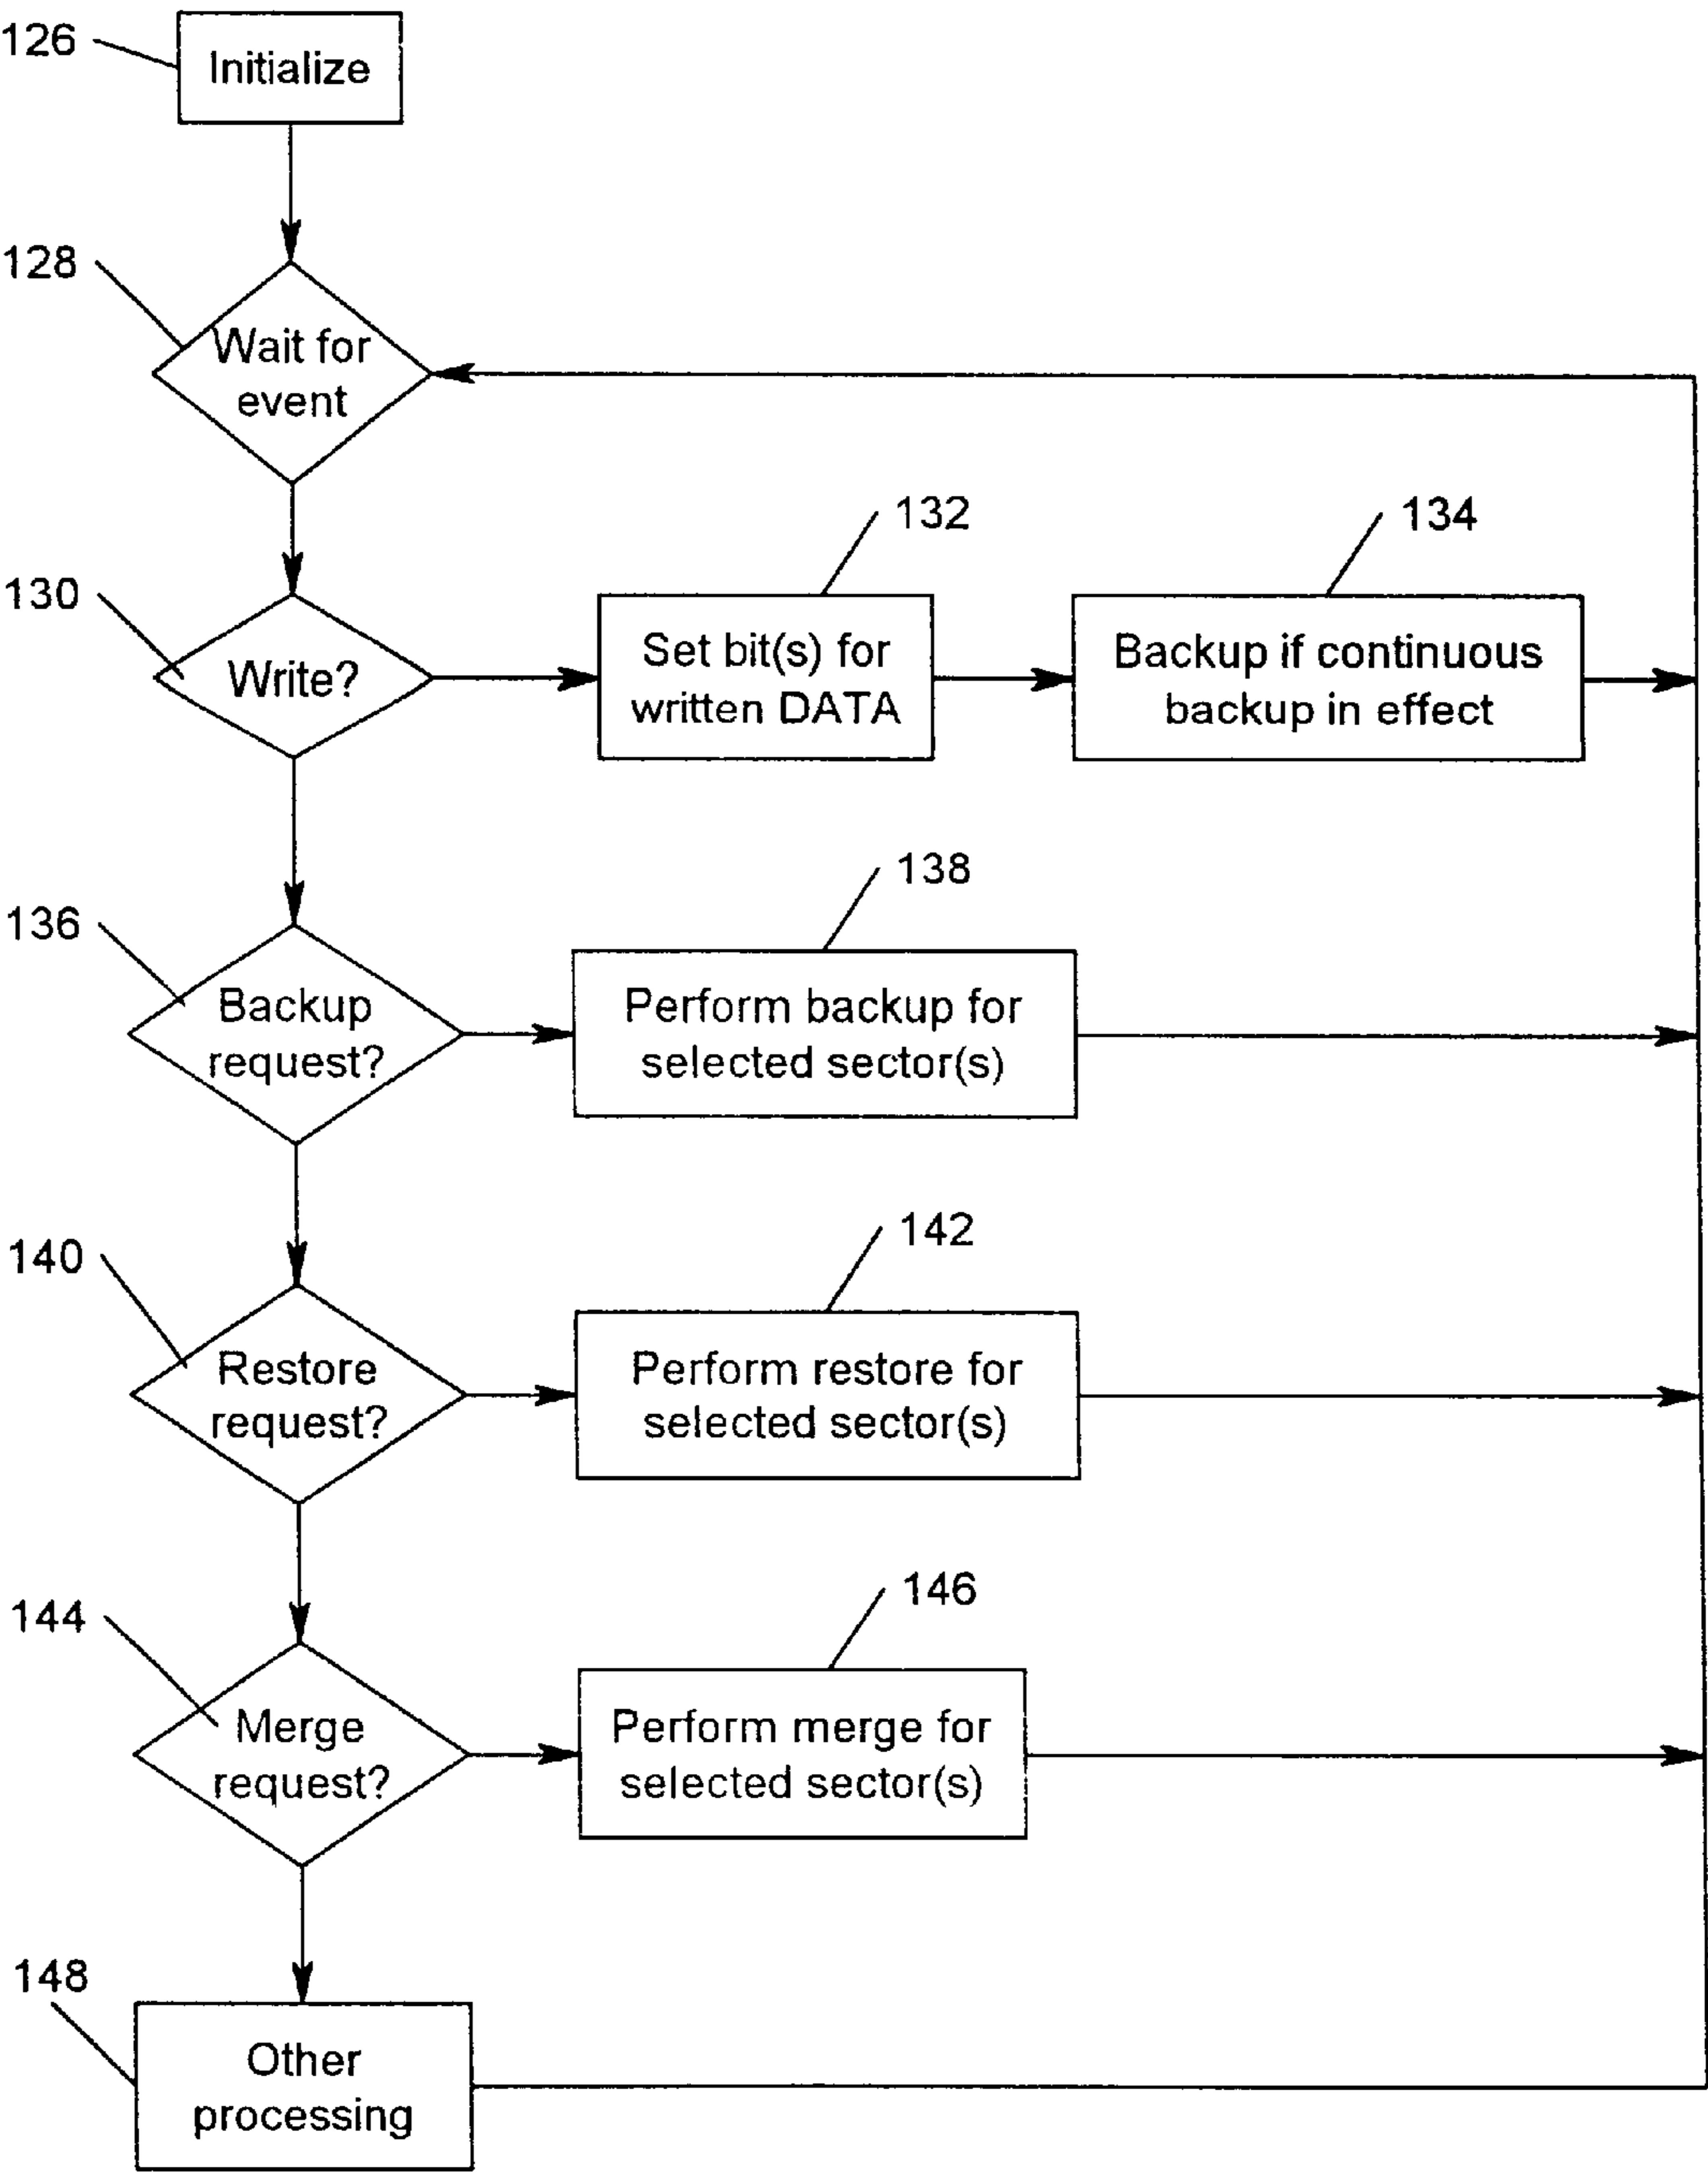 126
Initialize
128
Wait for
event
132
134
130
Write?
Set bit(s) for
written DATA
Backup if continuous
backup in effect
138
136
Backup
request?
Perform backup for
selected sector(s)
142
140
Restore
request?
Perform restore for
selected sector(s)
146
144
Merge
request?
Perform merge for
selected sector(s)
148
Other
processing